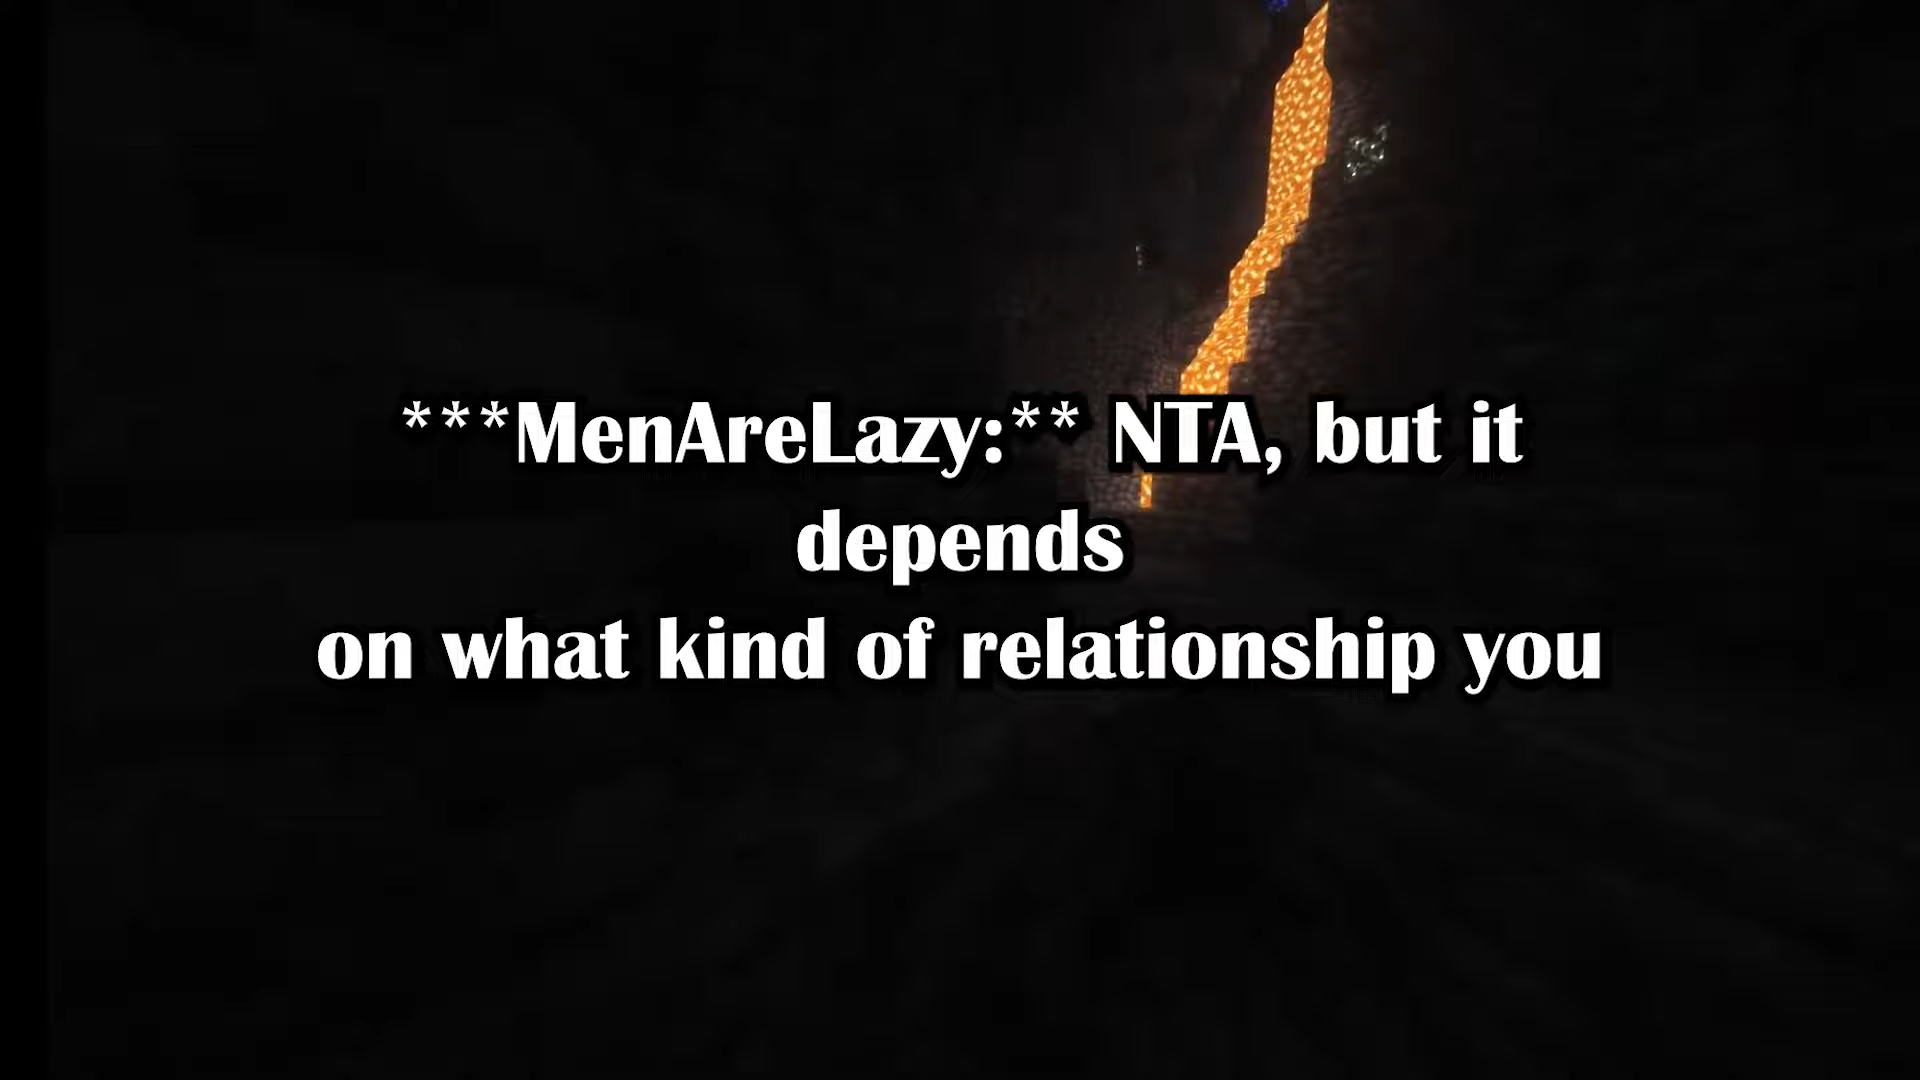 ***MenAreLazy:** NTA, but it
depends
on what kind of relationship you